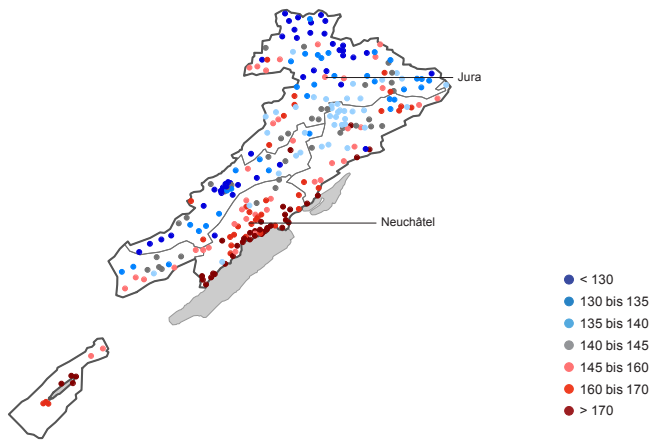 Jura
Neuchâtel
< 130
130 bis 135
135 bis 140
140 bis 145
145 bis 160
160 bis 170
> 170